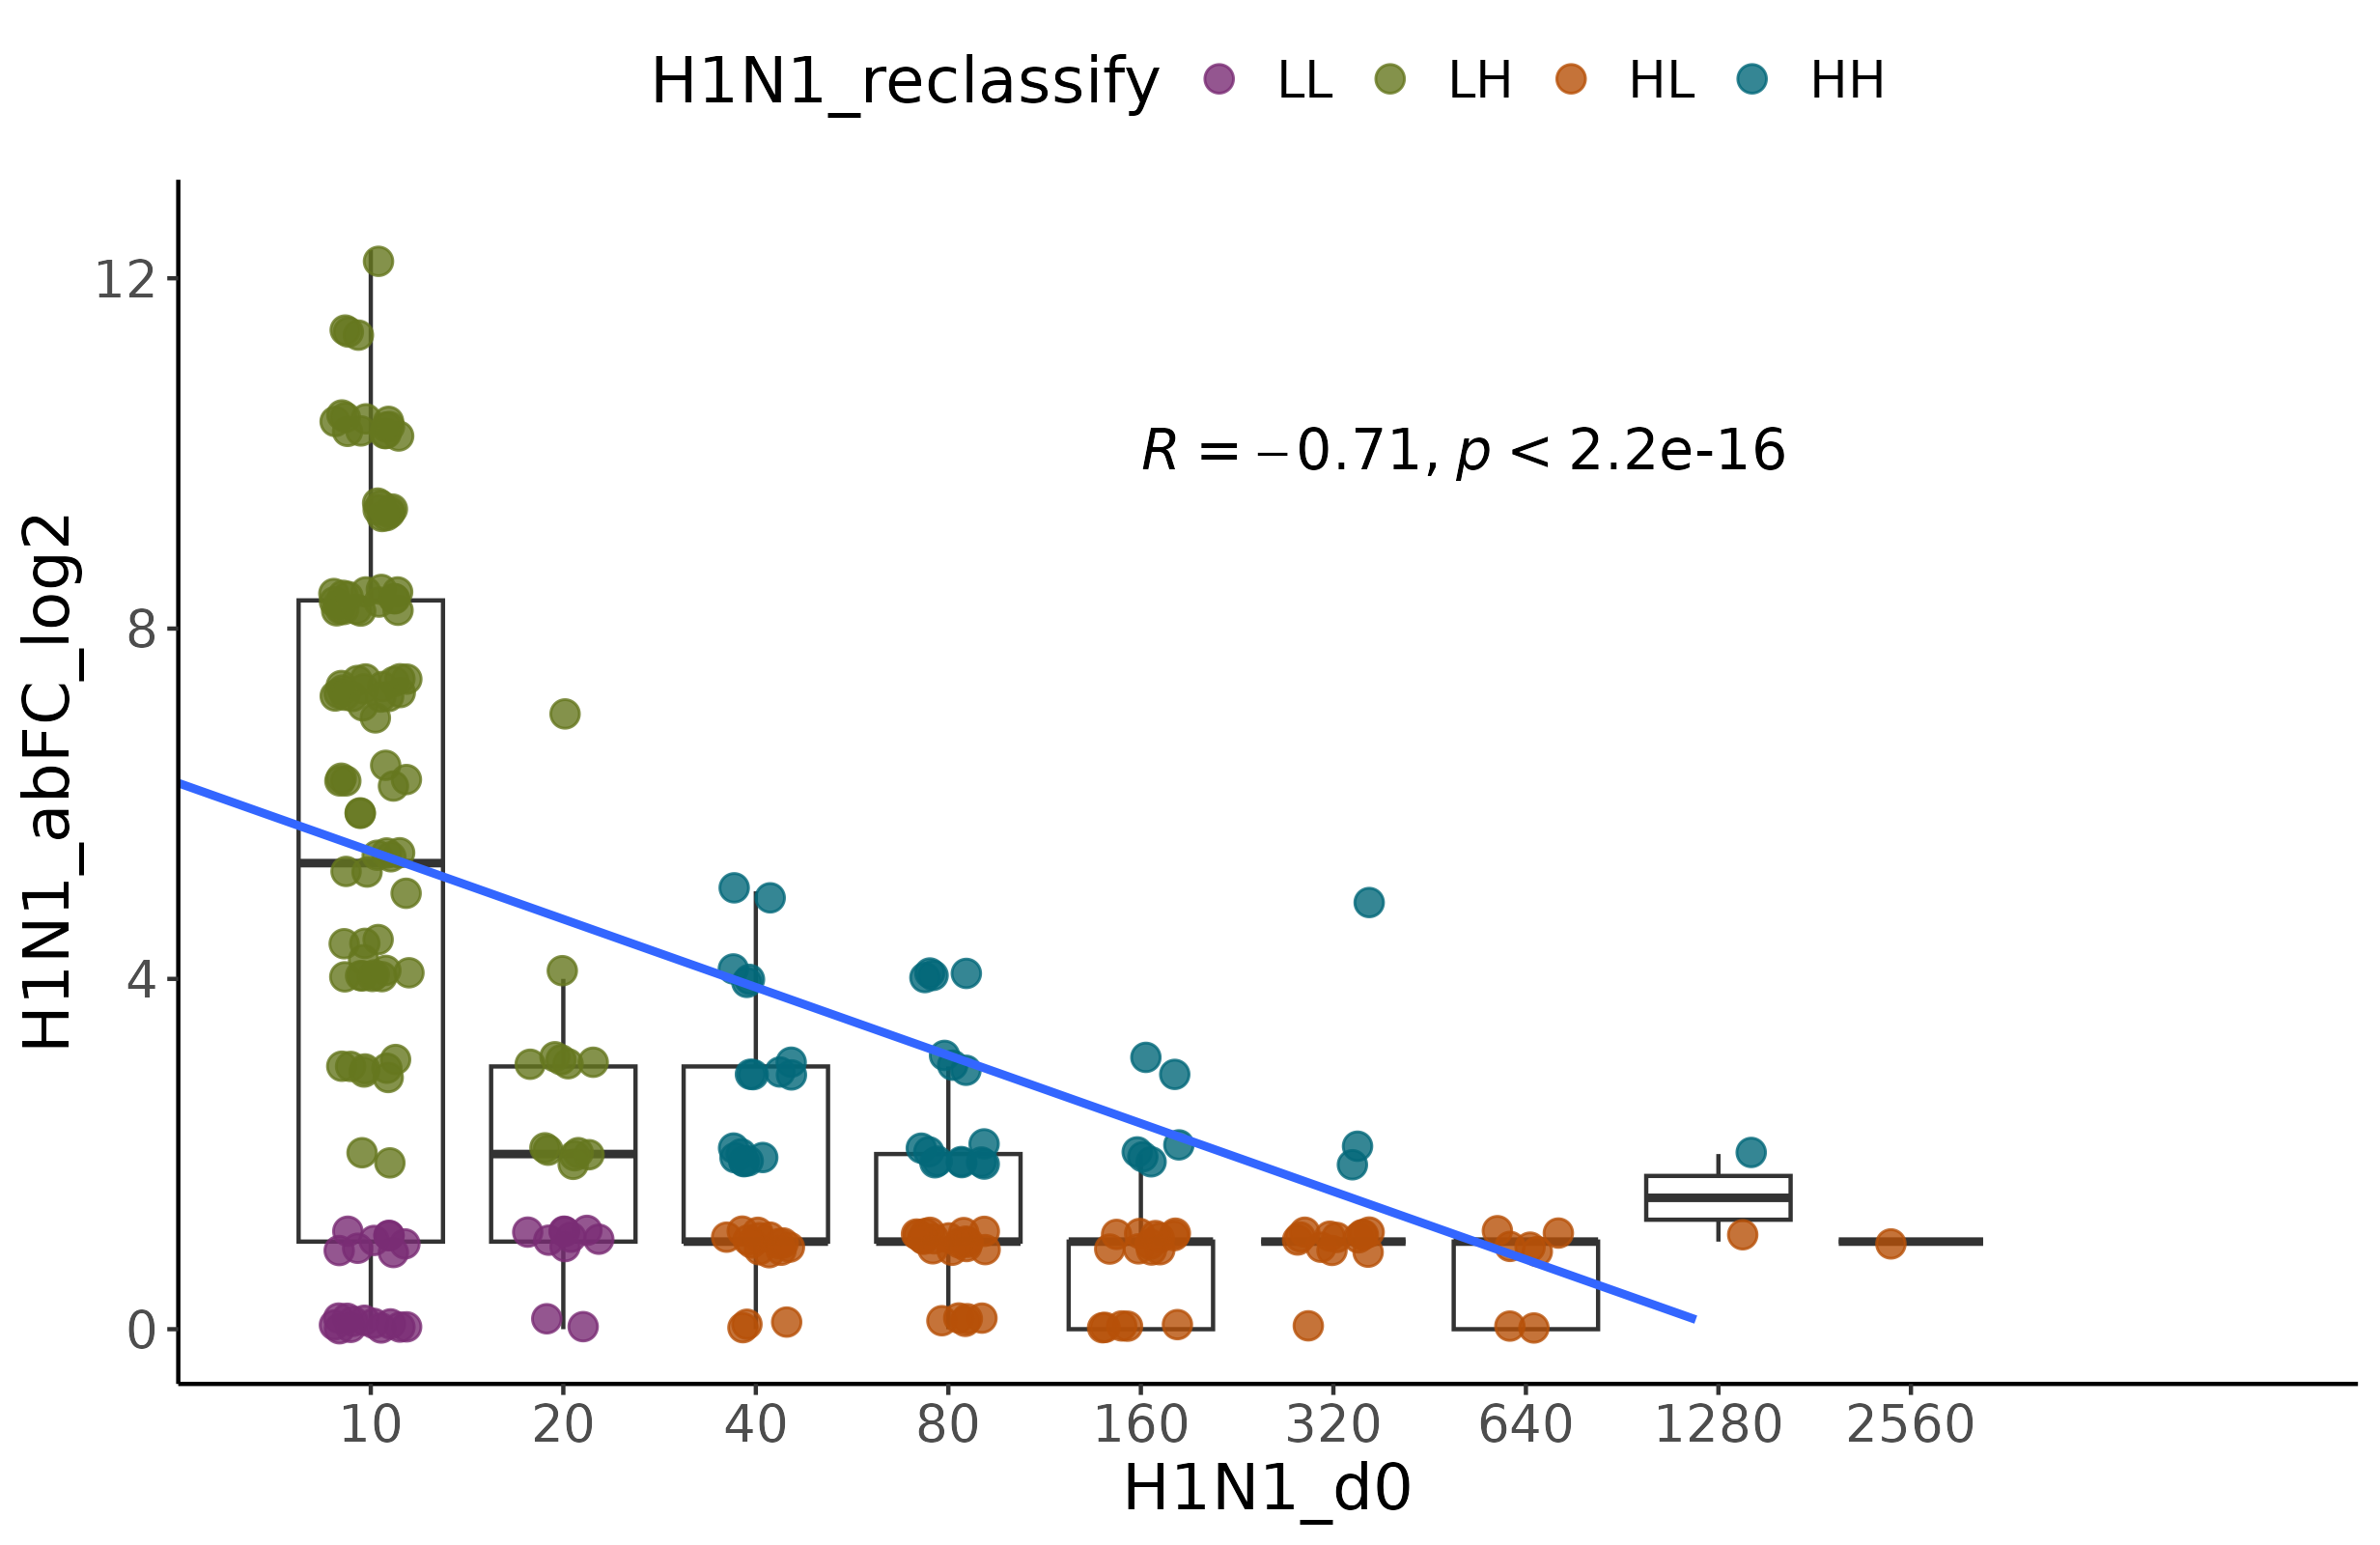 H1N1_reclassify LL LH HL HH
H1N1_abFC_log2
12
8
4
0
R = −0.71, p < 2.2e-16
10 20 40 80 160 320 640 1280 2560
H1N1_d0